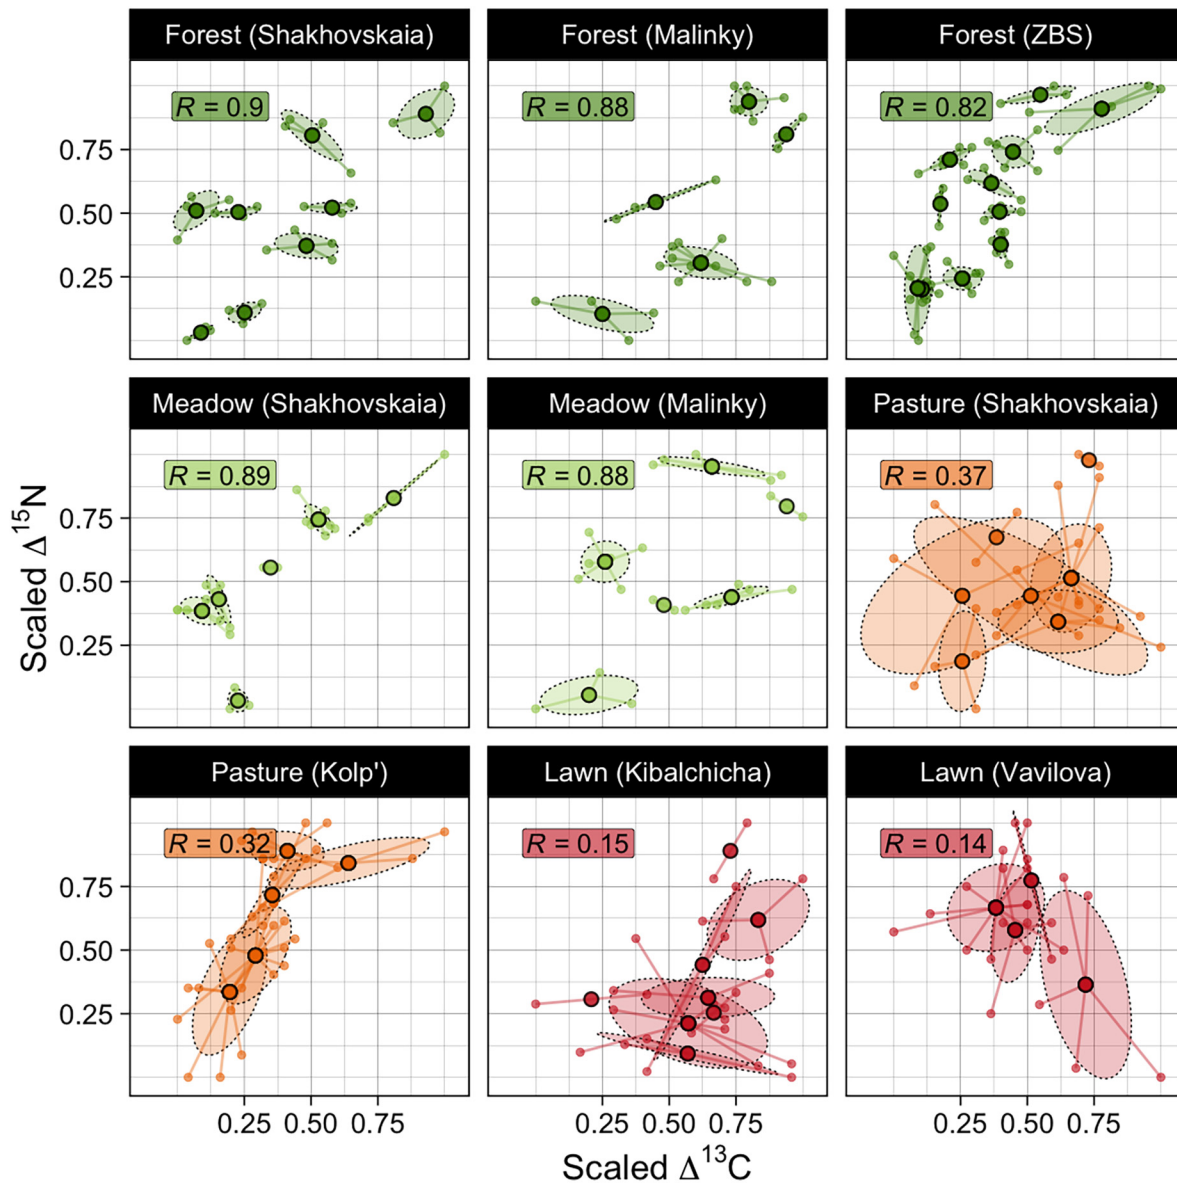 Forest (Shakhovskaia) Forest (Malinky) Forest (ZBS)
R = 0.9 R = 0.88 R = 0.82
0.75
0.50
0.25
Meadow (Shakhovskaia) Meadow (Malinky) Pasture (Shakhovskaia)
R = 0.89 R = 0.88 R = 0.37
0.75
0.50
0.25
Scaled Δ¹⁵N
Pasture (Kolp') Lawn (Kibalchicha) Lawn (Vavilova)
R = 0.32 R = 0.15 R = 0.14
0.75
0.50
0.25
0.25 0.50 0.75 0.25 0.50 0.75 0.25 0.50 0.75
Scaled Δ¹³C